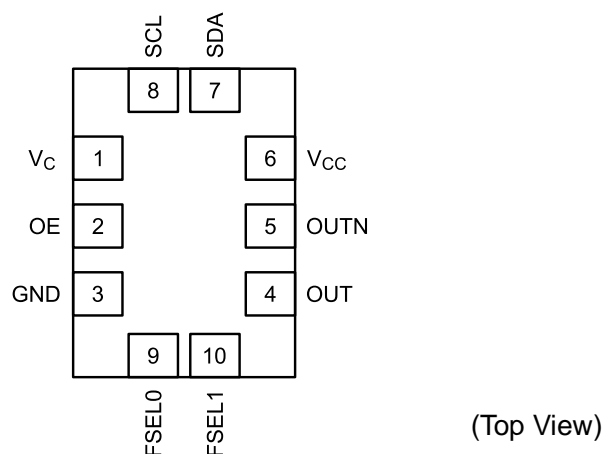 SCL SDA
8 7
V_C 1 6 V_CC
OE 2 5 OUTN
GND 3 4 OUT
9 10
FSEL0 FSEL1
(Top View)